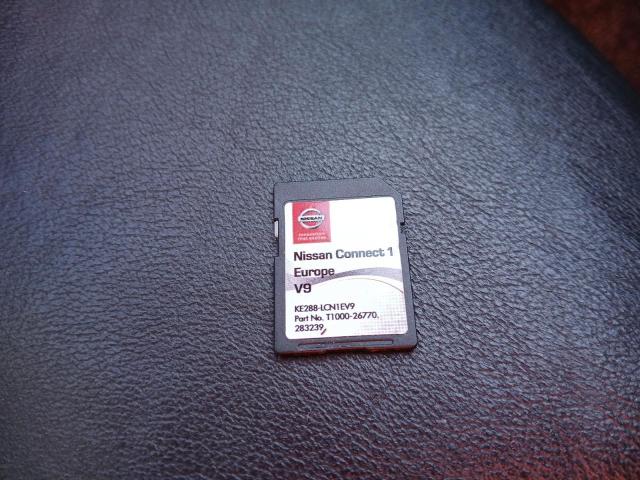 NISSAN
Nissan Connect 1
Europe
V9
KE288-LCN1EV9
Part No. T1000-26770,
283239,